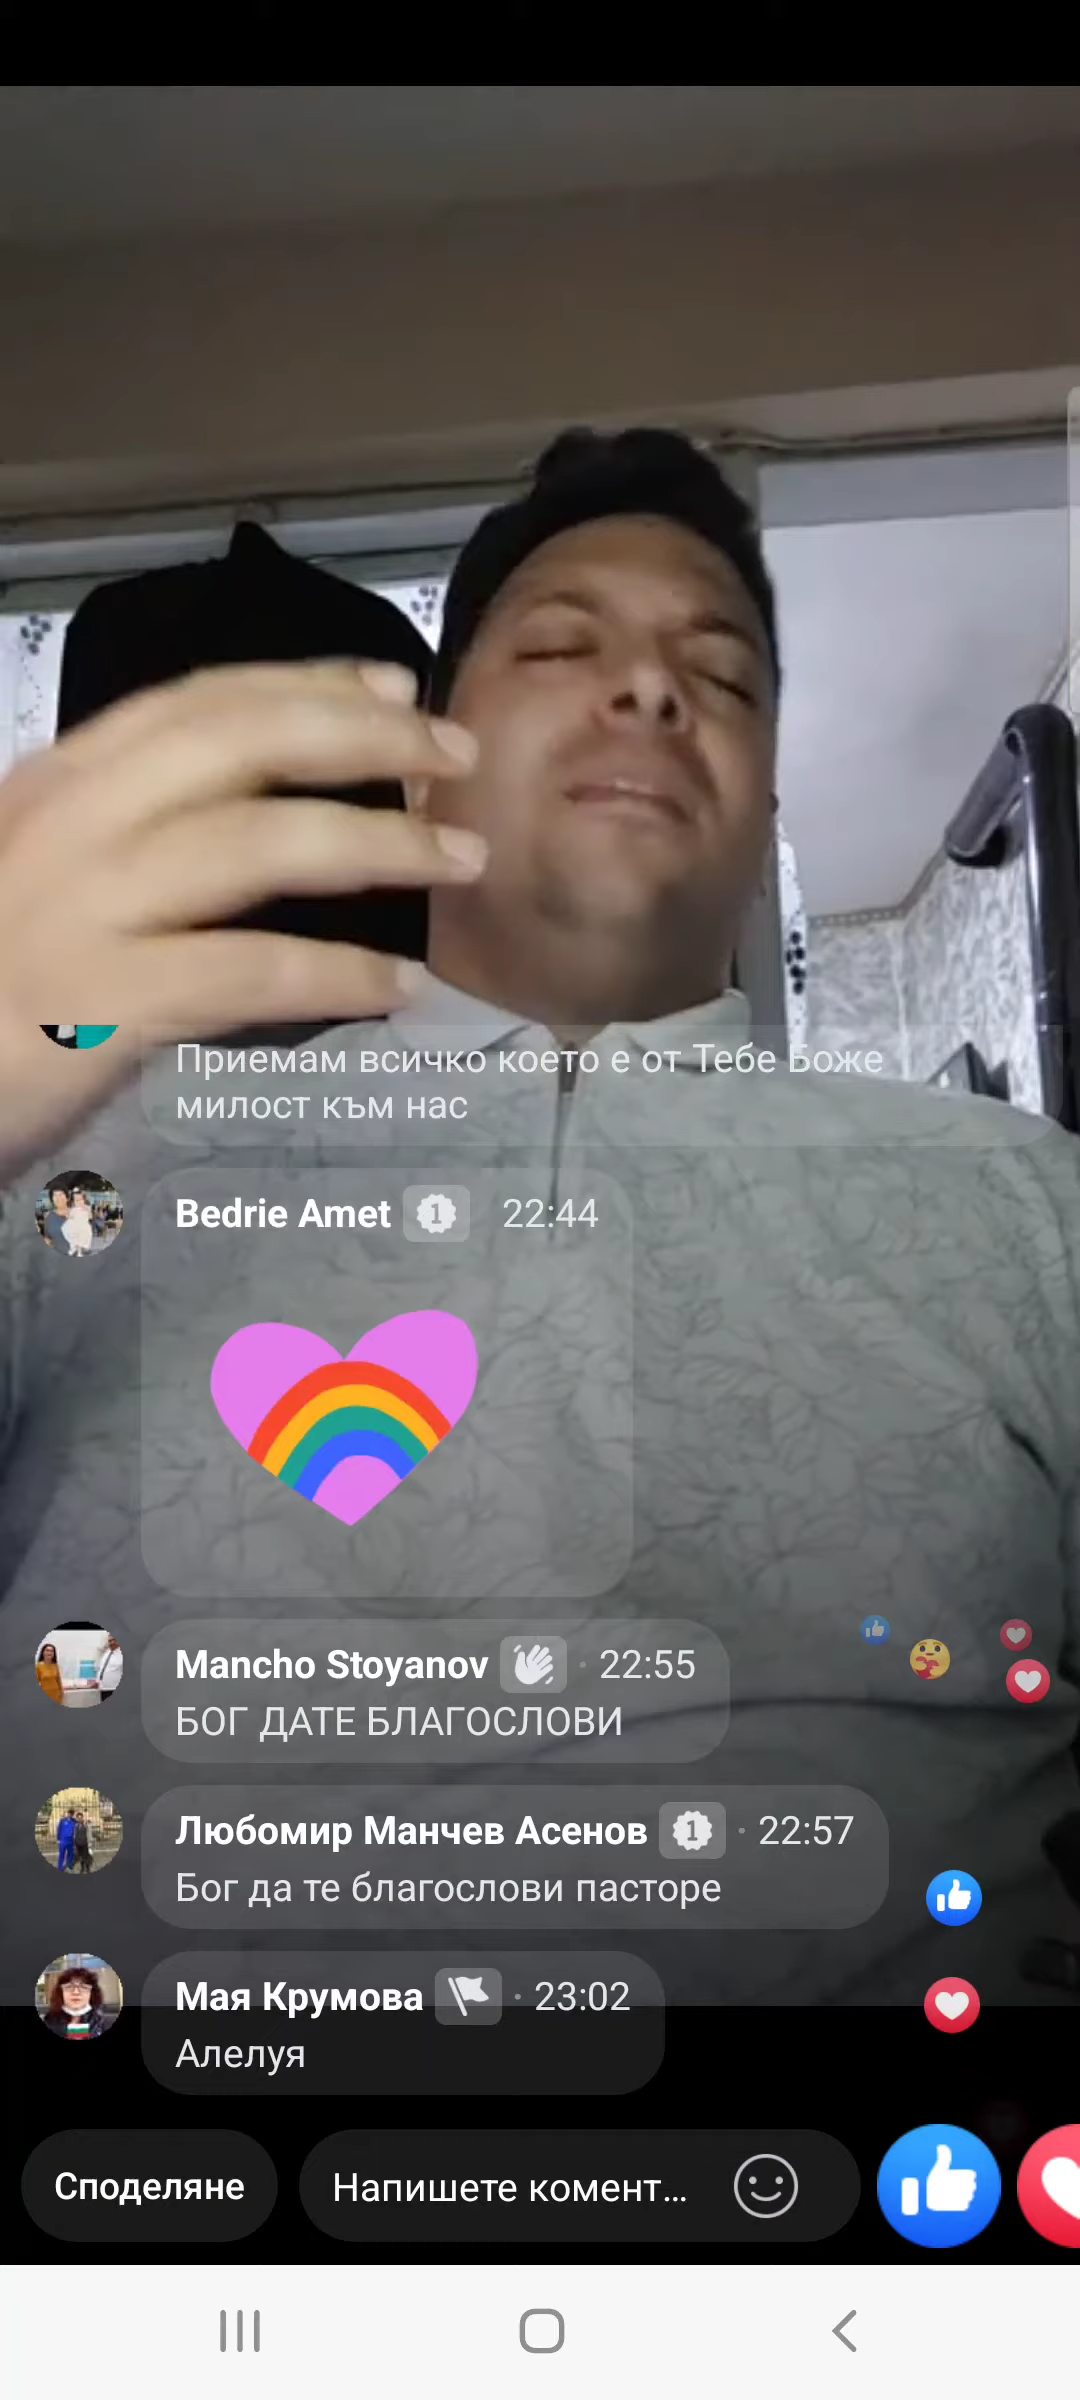 Приемам всичко което е от Тебе Боже
милост към нас
Bedrie Amet 1 22:44
Mancho Stoyanov · 22:55
БОГ ДАТЕ БЛАГОСЛОВИ
Любомир Манчев Асенов 1 · 22:57
Бог да те благослови пасторе
Мая Крумова · 23:02
Алелуя
Споделяне
Напишете комент...